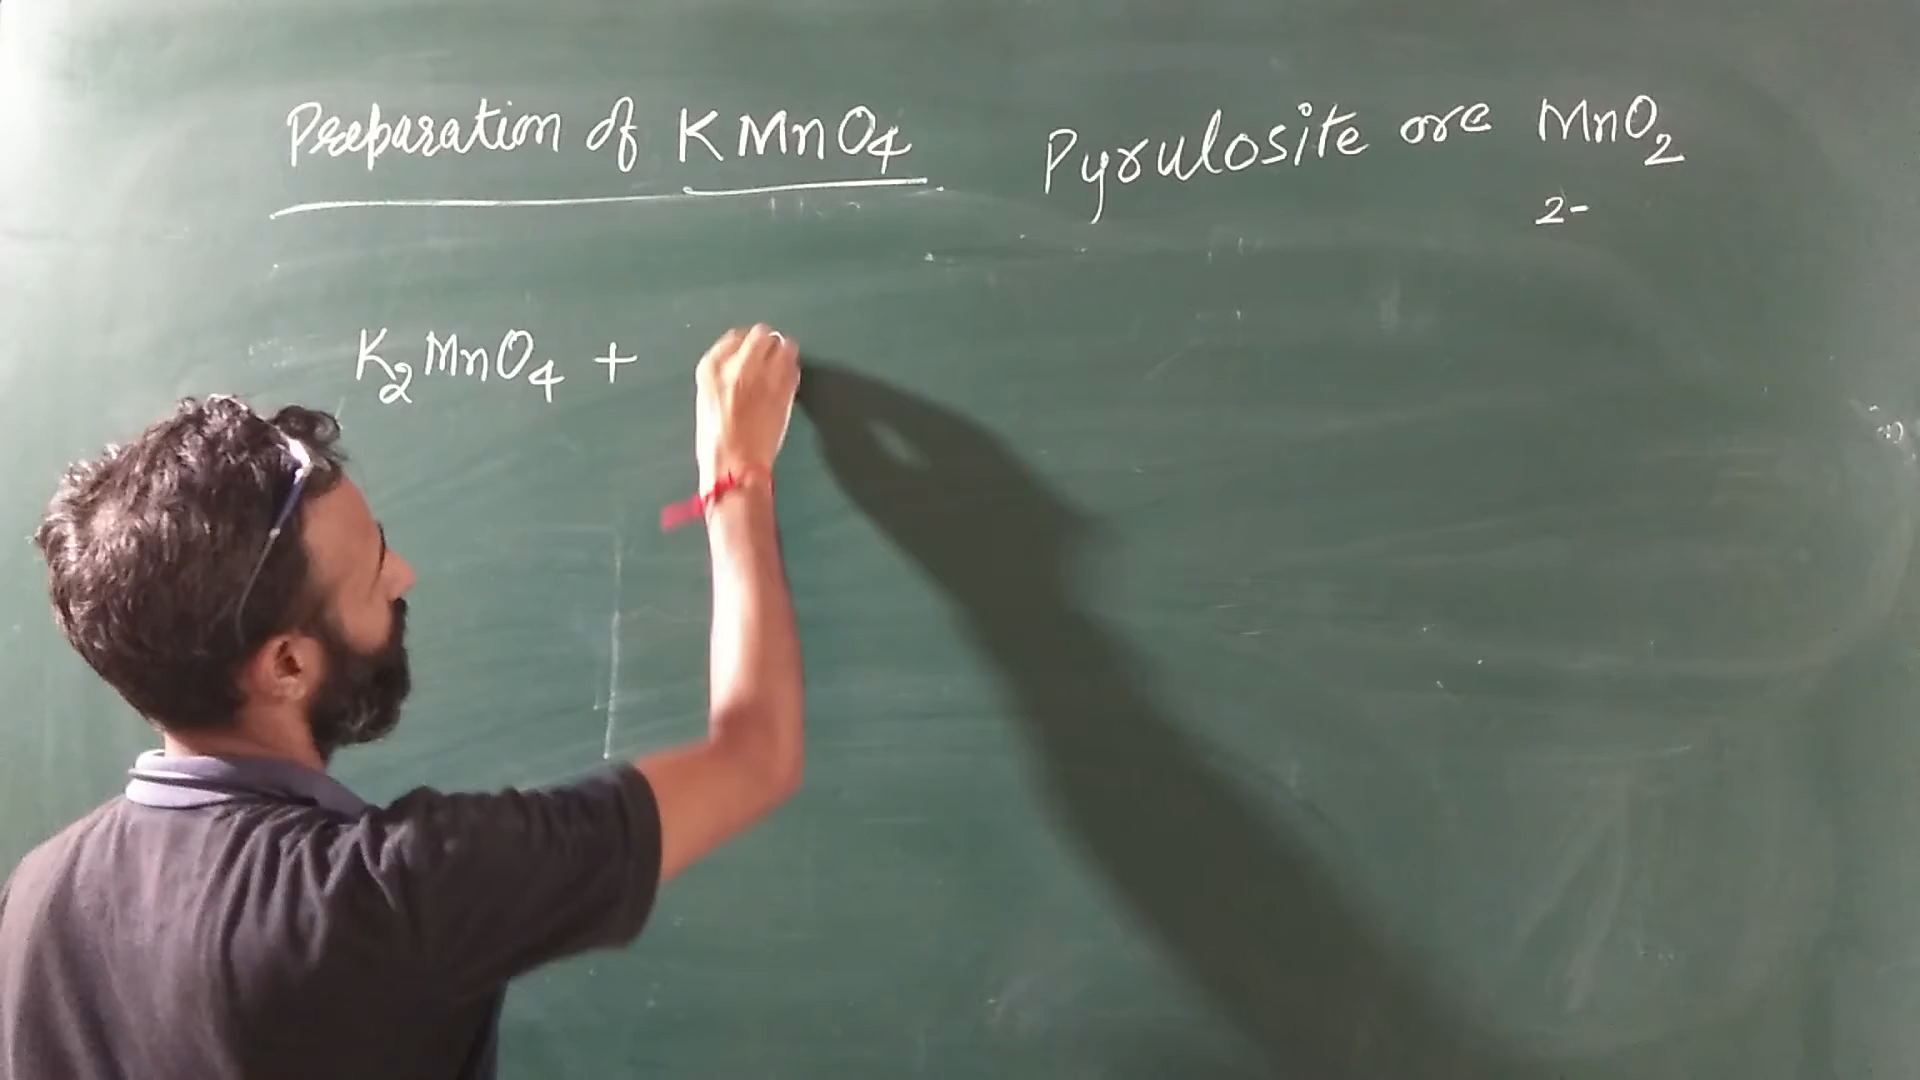 Preparation of KMnO4
Pyrulosite ore MnO2
2-
K2MnO4 +